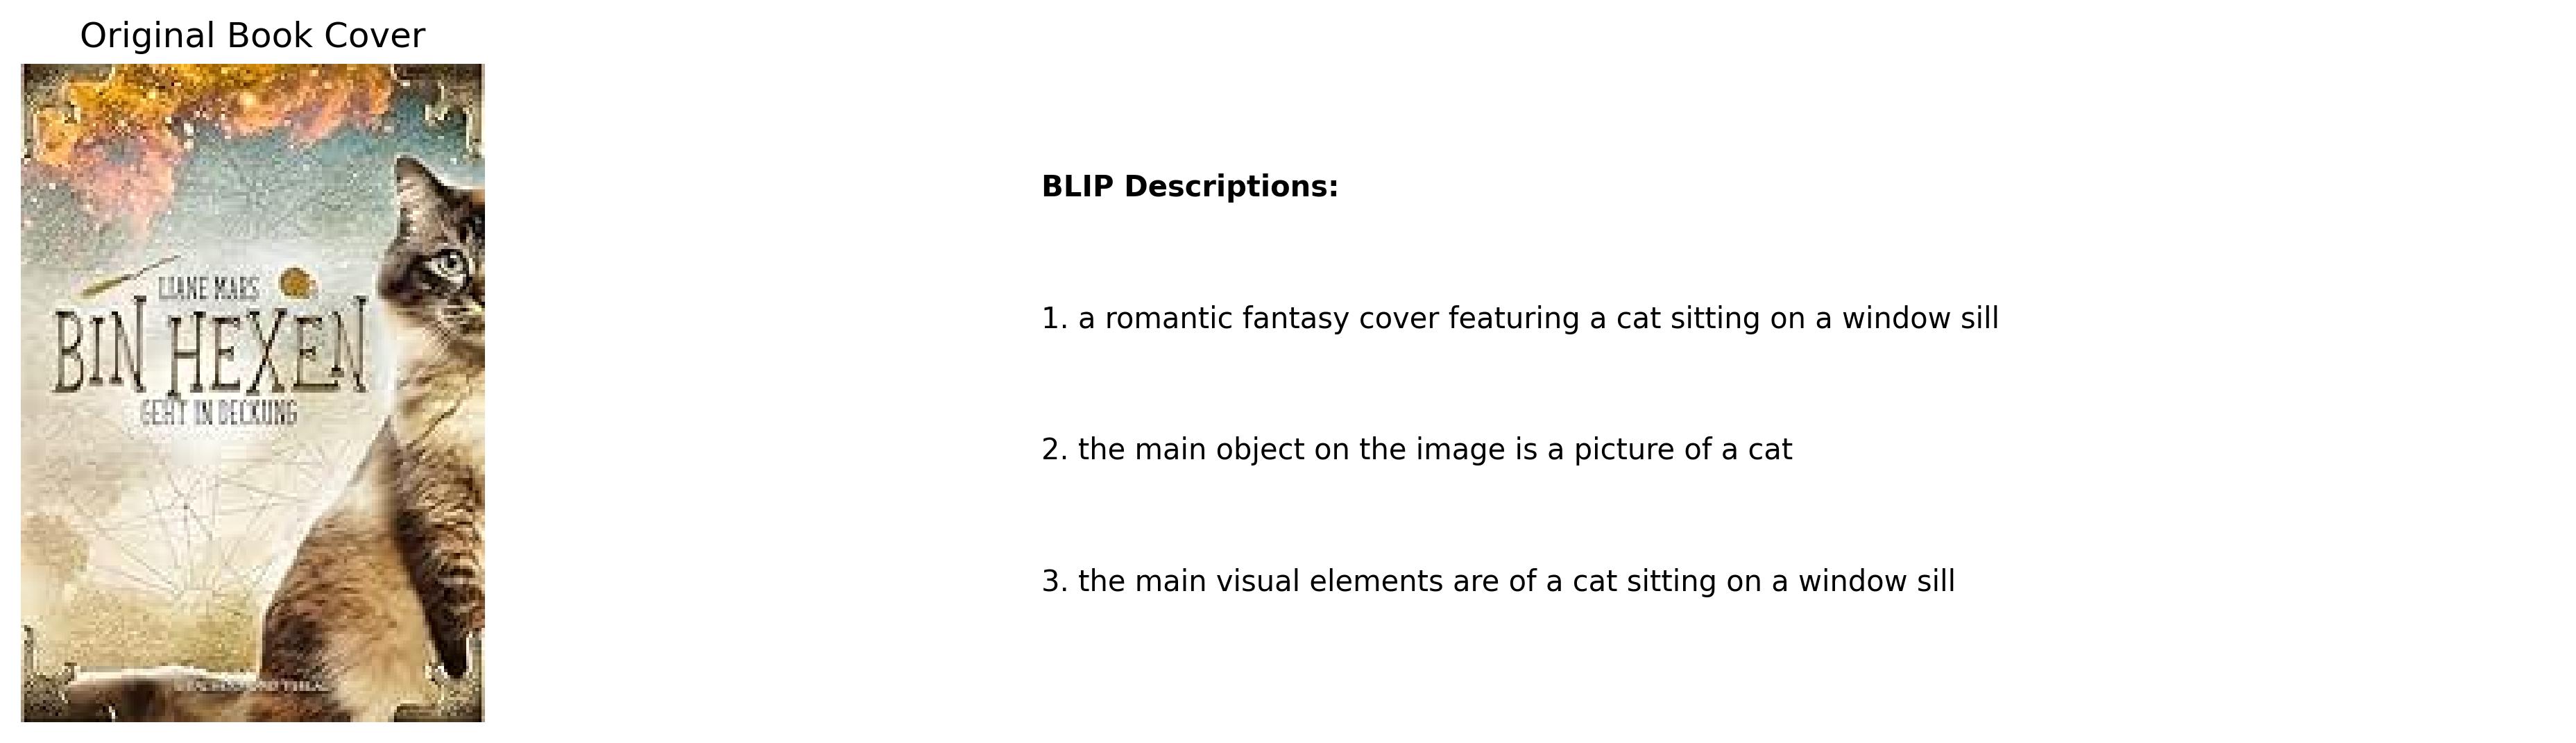 Original Book Cover
LIANE MARS
BIN HEXEN
GEHT IN DECKUNG
BLIP Descriptions:
1. a romantic fantasy cover featuring a cat sitting on a window sill
2. the main object on the image is a picture of a cat
3. the main visual elements are of a cat sitting on a window sill